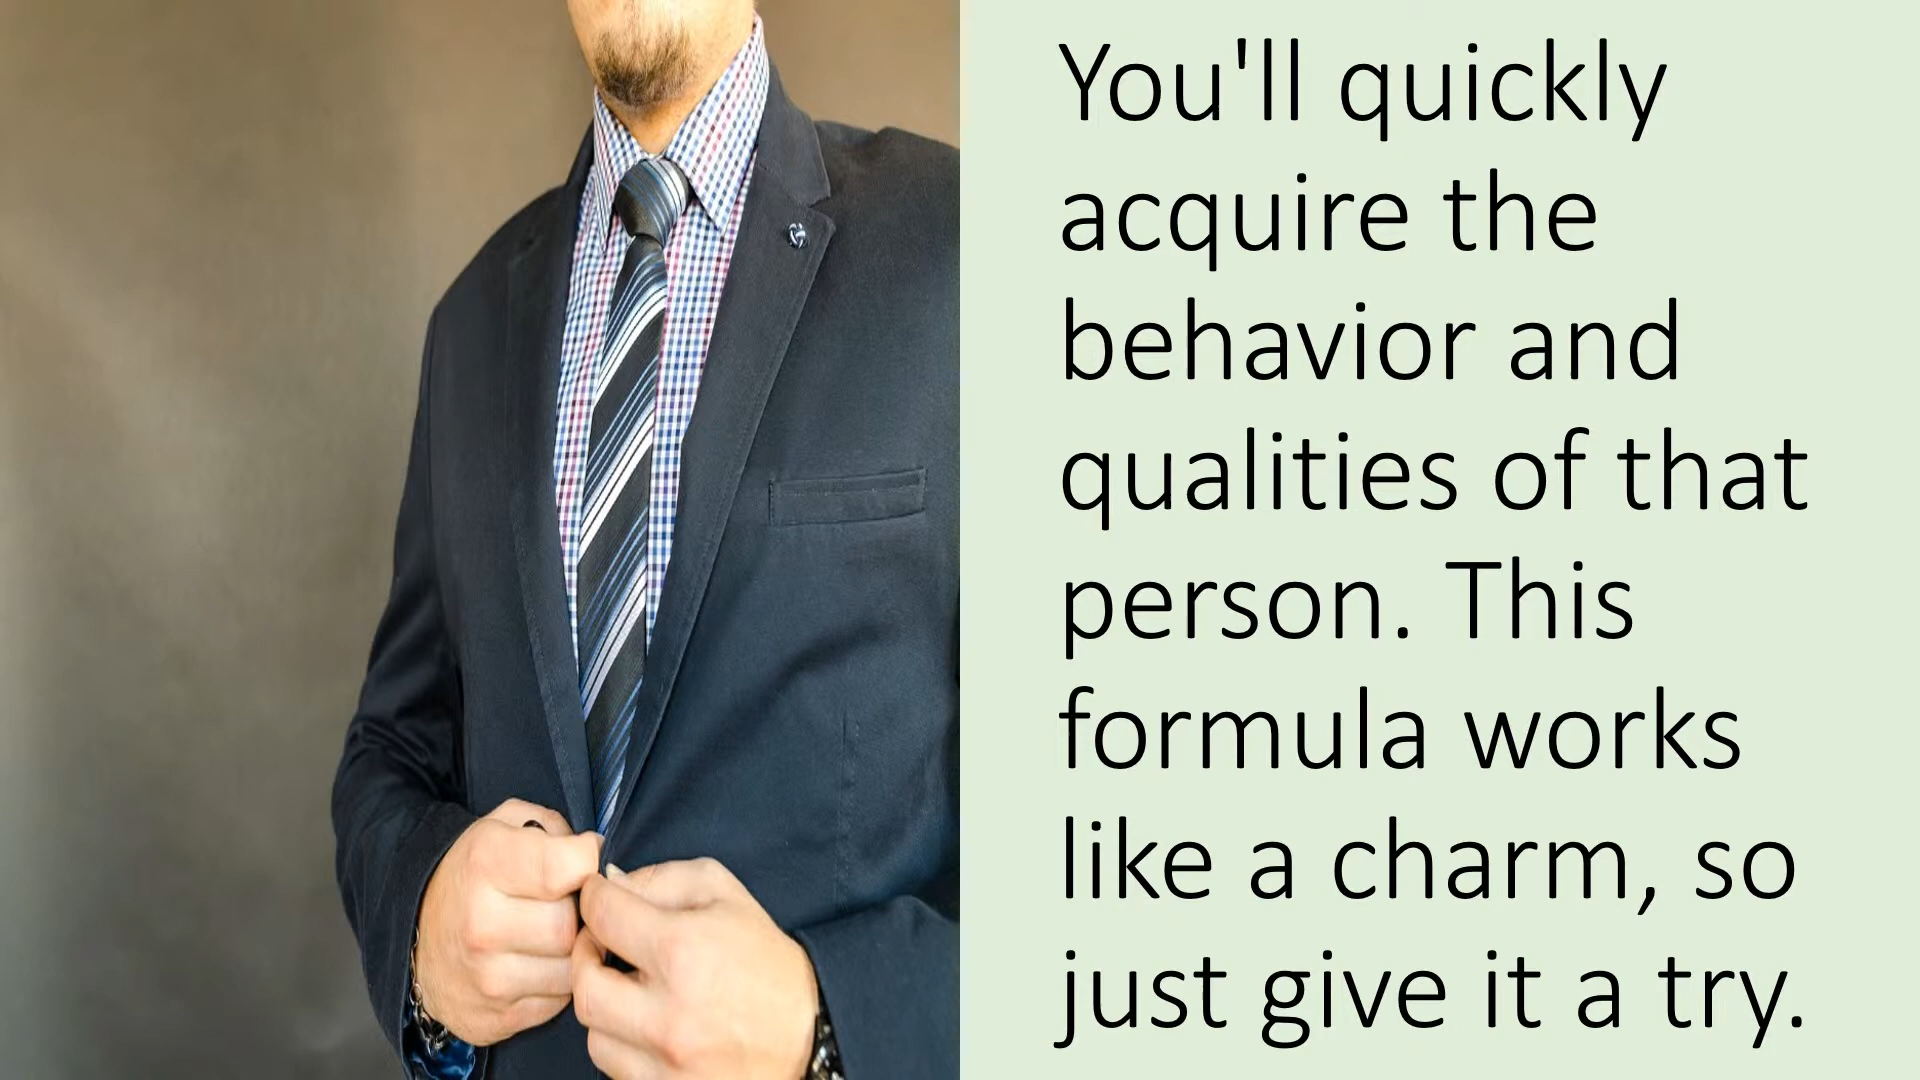 You'll quickly
acquire the
behavior and
qualities of that
person. This
formula works
like a charm, so
just give it a try.